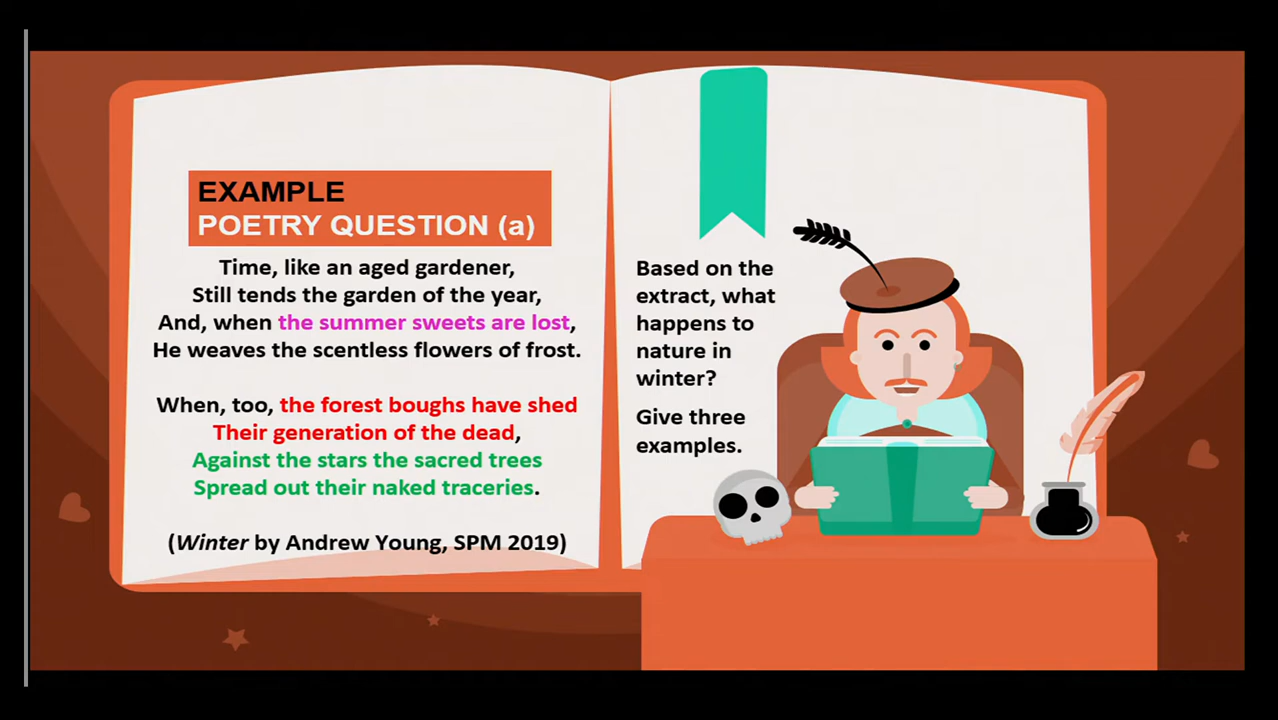 EXAMPLE
POETRY QUESTION (a)
Time, like an aged gardener,
Still tends the garden of the year,
And, when the summer sweets are lost,
He weaves the scentless flowers of frost.
When, too, the forest boughs have shed
Their generation of the dead,
Against the stars the sacred trees
Spread out their naked traceries.
(Winter by Andrew Young, SPM 2019)
Based on the
extract, what
happens to
nature in
winter?
Give three
examples.